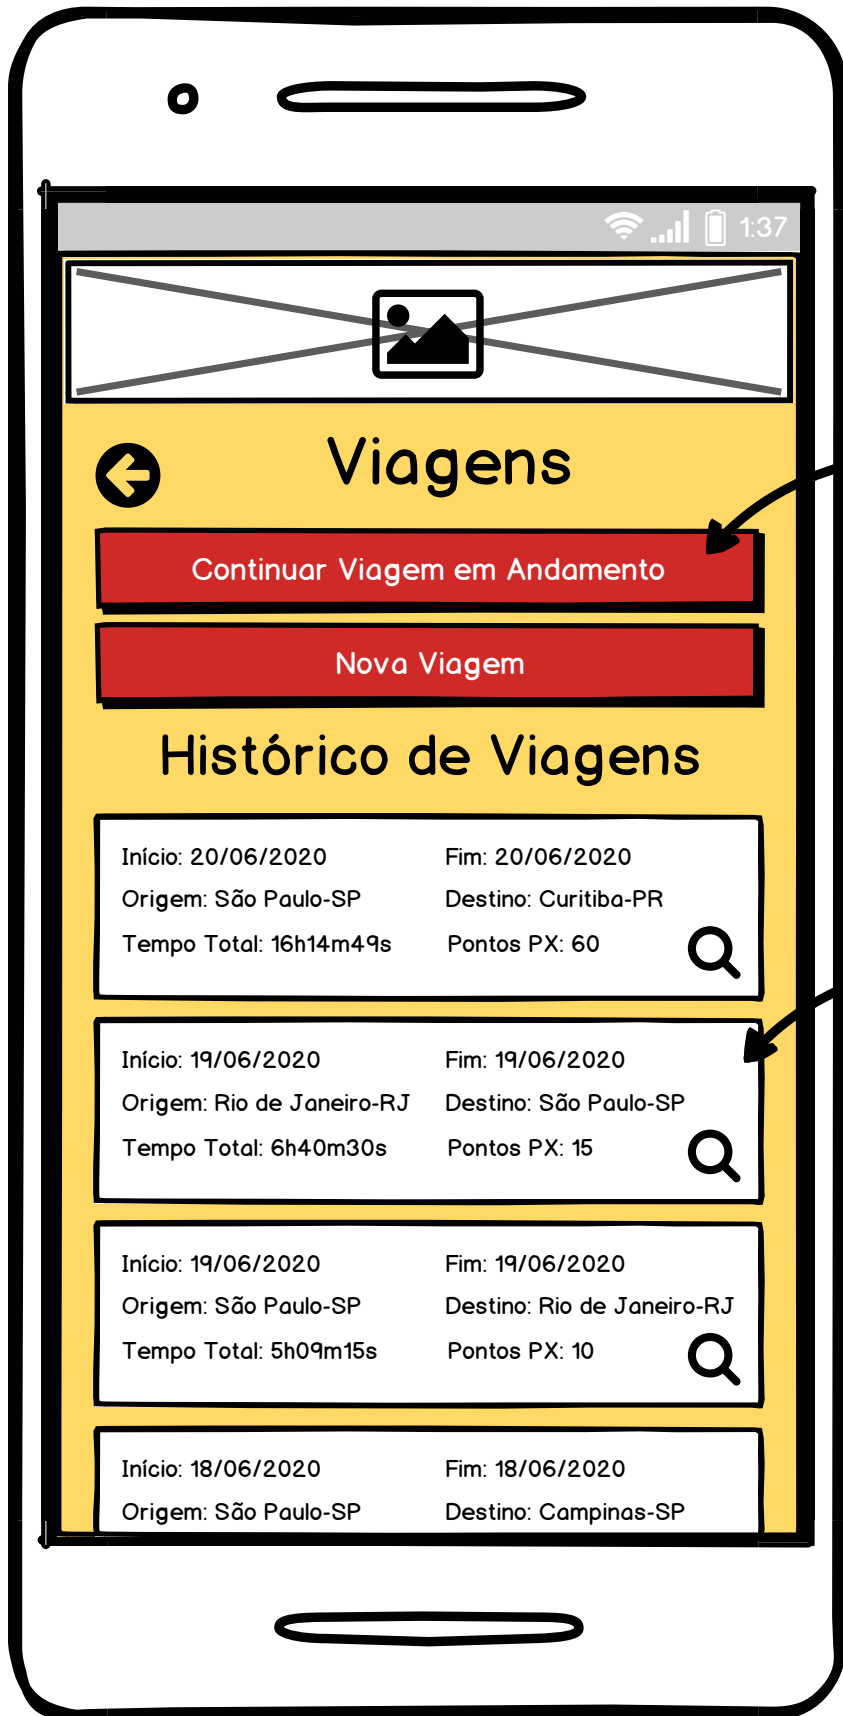 1:37
Viagens
Continuar Viagem em Andamento
Nova Viagem
Histórico de Viagens
Início: 20/06/2020 Fim: 20/06/2020
Origem: São Paulo-SP Destino: Curitiba-PR
Tempo Total: 16h14m49s Pontos PX: 60
Início: 19/06/2020 Fim: 19/06/2020
Origem: Rio de Janeiro-RJ Destino: São Paulo-SP
Tempo Total: 6h40m30s Pontos PX: 15
Início: 19/06/2020 Fim: 19/06/2020
Origem: São Paulo-SP Destino: Rio de Janeiro-RJ
Tempo Total: 5h09m15s Pontos PX: 10
Início: 18/06/2020 Fim: 18/06/2020
Origem: São Paulo-SP Destino: Campinas-SP